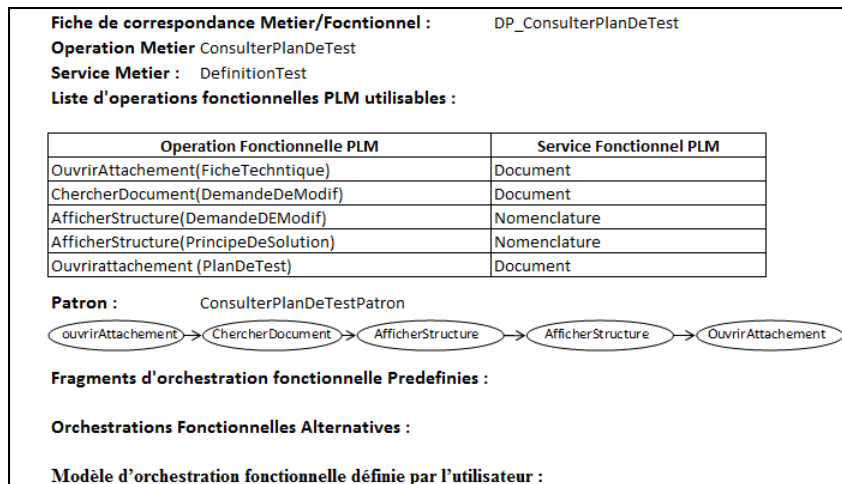 Fiche de correspondance Metier/Focntionnel : DP_ConsulterPlanDeTest
Operation Metier ConsulterPlanDeTest
Service Metier : DefinitionTest
Liste d'operations fonctionnelles PLM utilisables :
Operation Fonctionnelle PLM Service Fonctionnel PLM
OuvrirAttachement(FicheTechntique) Document
ChercherDocument(DemandeDeModif) Document
AfficherStructure(DemandeDEModif) Nomenclature
AfficherStructure(PrincipeDeSolution) Nomenclature
Ouvrirattachement (PlanDeTest) Document
Patron : ConsulterPlanDeTestPatron
ouvrirAttachement ChercherDocument AfficherStructure AfficherStructure OuvrirAttachement
Fragments d'orchestration fonctionnelle Predefinies :
Orchestrations Fonctionnelles Alternatives :
Modèle d'orchestration fonctionnelle définie par l'utilisateur :